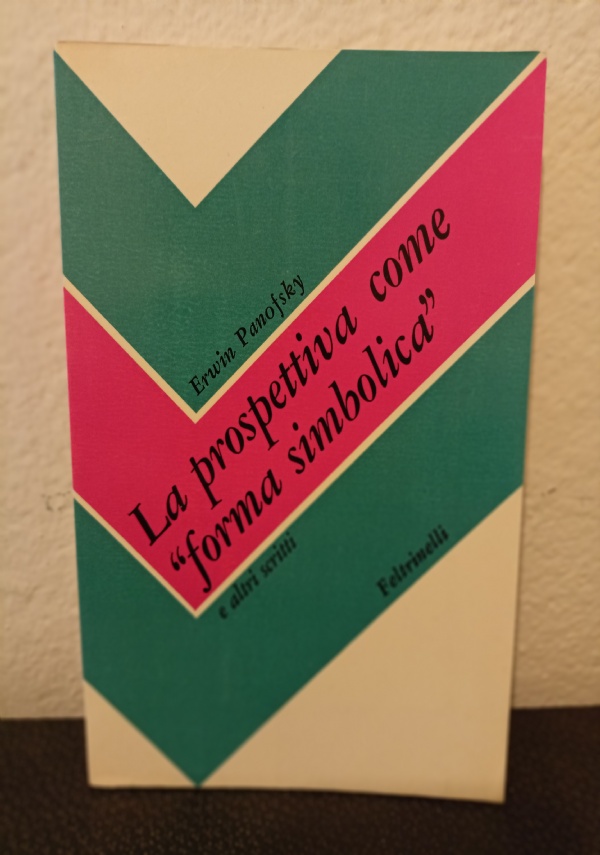 Erwin Panofsky
La prospettiva come
“forma simbolica”
e altri scritti
Feltrinelli